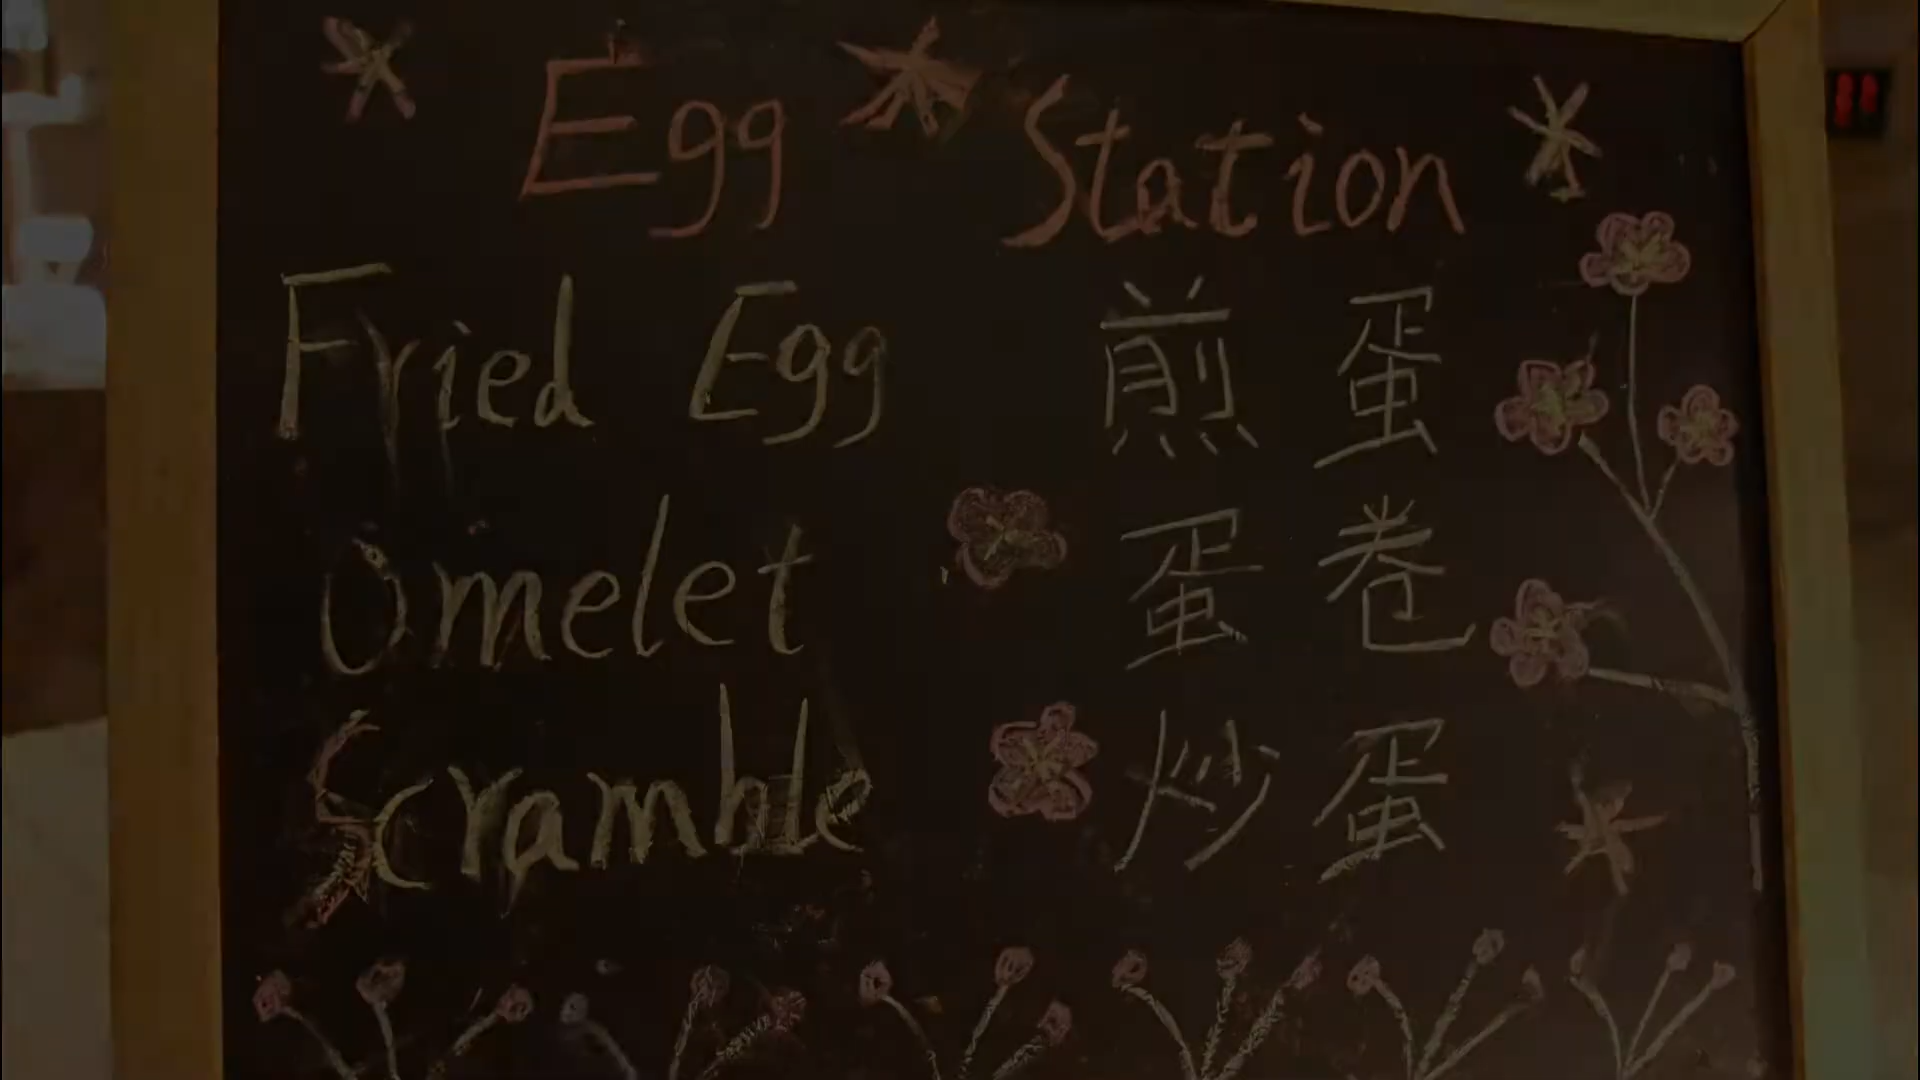 Egg Station
Fried Egg 煎蛋
Omelet 蛋卷
Scramble 炒蛋